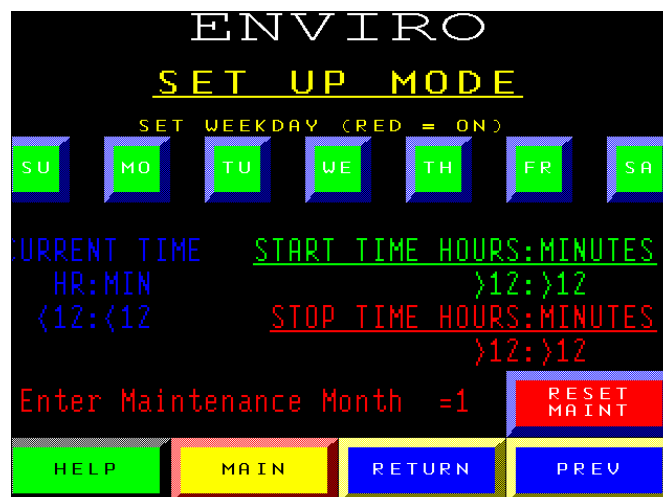 ENVIRO
SET UP MODE
SET WEEKDAY (RED = ON)
SU MO TU WE TH FR SA
CURRENT TIME START TIME HOURS:MINUTES
HR:MIN >12:>12
<12:<12 STOP TIME HOURS:MINUTES
>12:>12
Enter Maintenance Month =1 RESET
MAINT
HELP MAIN RETURN PREV